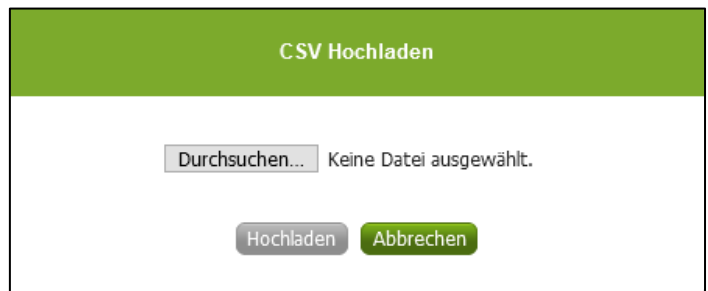 CSV Hochladen
Durchsuchen... Keine Datei ausgewählt.
Hochladen Abbrechen